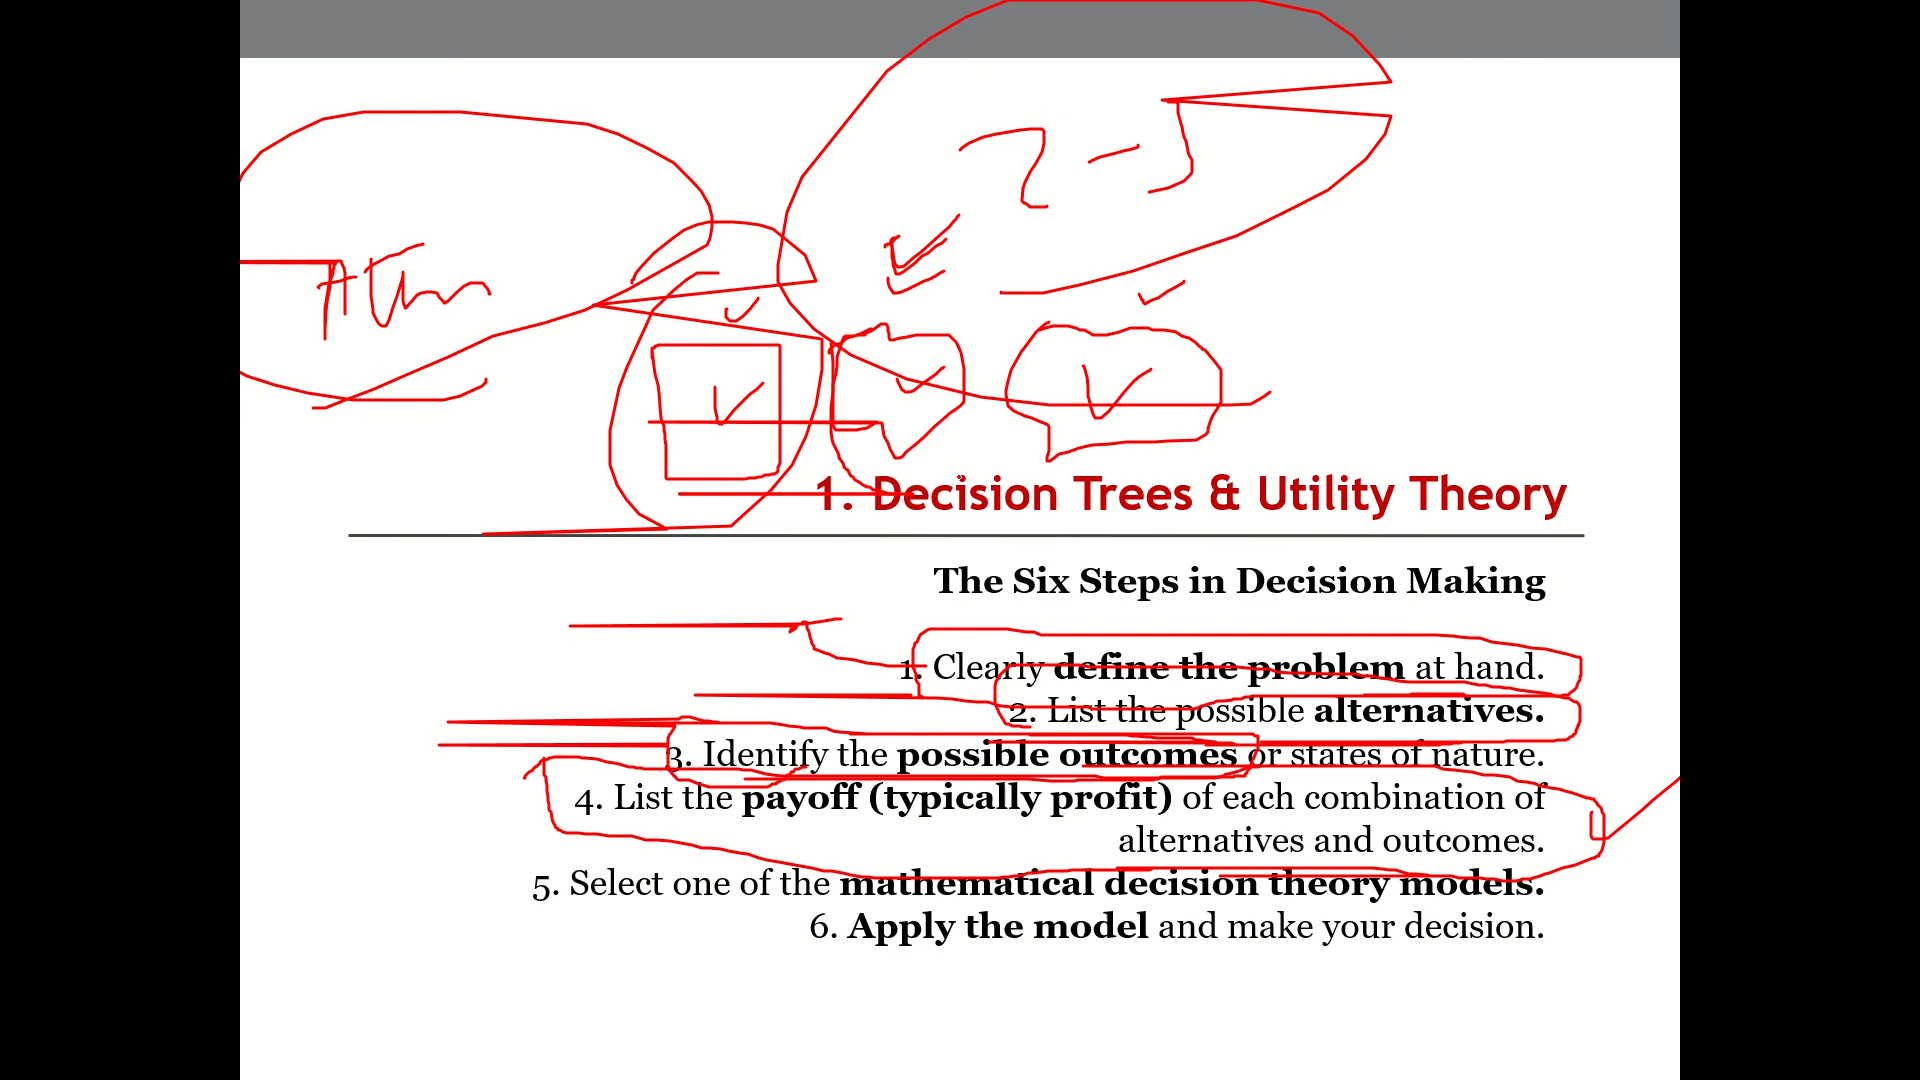 1. Decision Trees & Utility Theory
The Six Steps in Decision Making
1. Clearly define the problem at hand.
2. List the possible alternatives.
3. Identify the possible outcomes or states of nature.
4. List the payoff (typically profit) of each combination of
alternatives and outcomes.
5. Select one of the mathematical decision theory models.
6. Apply the model and make your decision.